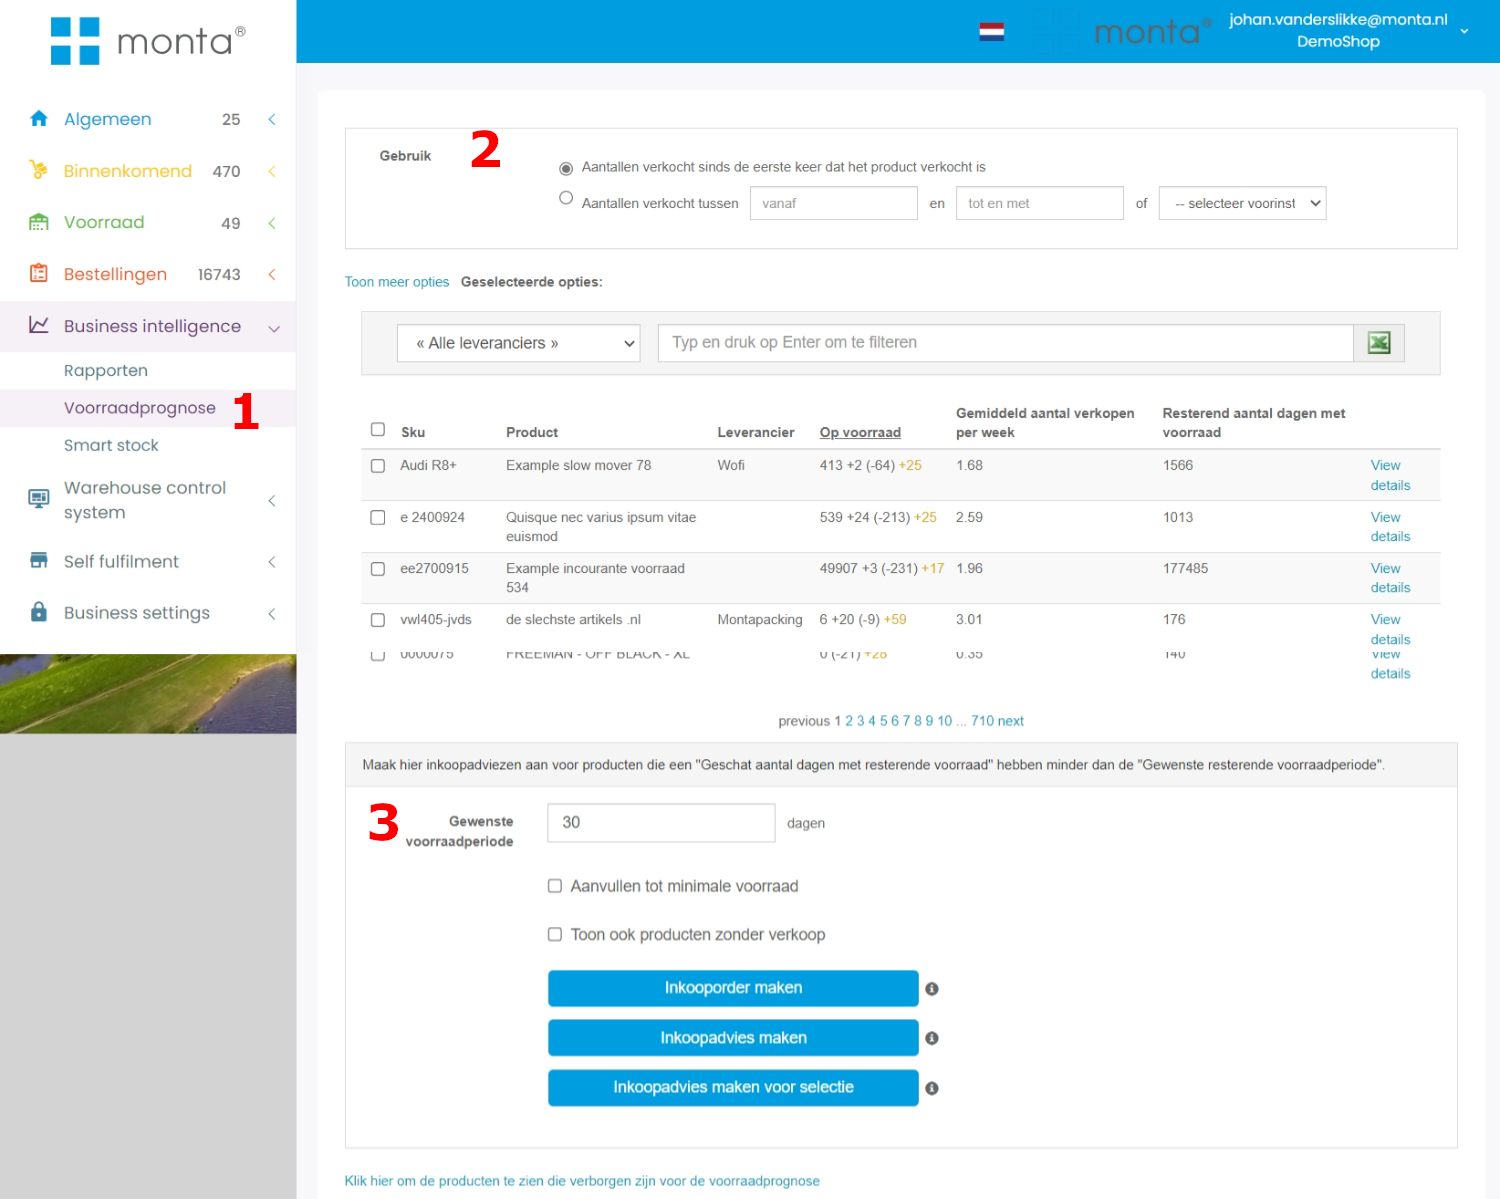 monta®
monta®
johan.vanderslikke@monta.nl
DemoShop
Algemeen 25
Binnenkomend 470
Voorraad 49
Bestellingen 16743
Business intelligence
Rapporten
Voorraadprognose 1
Smart stock
Warehouse control
system
Self fulfilment
Business settings
Gebruik 2
Aantallen verkocht sinds de eerste keer dat het product verkocht is
Aantallen verkocht tussen vanaf en tot en met of -- selecteer voorinst
Toon meer opties Geselecteerde opties:
« Alle leveranciers » Typ en druk op Enter om te filteren
Sku Product Leverancier Op voorraad Gemiddeld aantal verkopen per week Resterend aantal dagen met voorraad
Audi R8+ Example slow mover 78 Wofi 413 +2 (-64) +25 1.68 1566 View details
e 2400924 Quisque nec varius ipsum vitae euismod 539 +24 (-213) +25 2.59 1013 View details
ee2700915 Example incourante voorraad 534 49907 +3 (-231) +17 1.96 177485 View details
vwl405-jvds de slechste artikels .nl Montapacking 6 +20 (-9) +59 3.01 176 View details
0000075 FREEMAN - OFF BLACK - XL 0 (-21) +28 0.35 140 View details
previous 1 2 3 4 5 6 7 8 9 10 ... 710 next
Maak hier inkoopadviezen aan voor producten die een "Geschat aantal dagen met resterende voorraad" hebben minder dan de "Gewenste resterende voorraadperiode".
3 Gewenste voorraadperiode 30 dagen
Aanvullen tot minimale voorraad
Toon ook producten zonder verkoop
Inkooporder maken
Inkoopadvies maken
Inkoopadvies maken voor selectie
Klik hier om de producten te zien die verborgen zijn voor de voorraadprognose